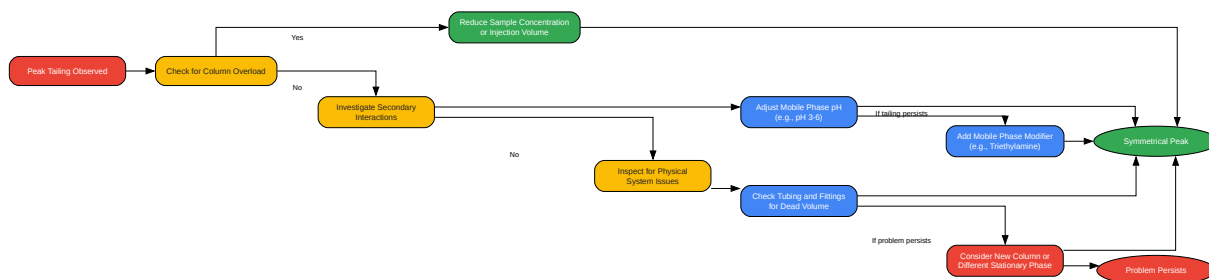 Reduce Sample Concentration
or Injection Volume
Yes
Peak Tailing Observed
Check for Column Overload
No
Investigate Secondary
Interactions
Adjust Mobile Phase pH
(e.g., pH 3-6)
If tailing persists
Add Mobile Phase Modifier
(e.g., Triethylamine)
Symmetrical Peak
No
Inspect for Physical
System Issues
Check Tubing and Fittings
for Dead Volume
If problem persists
Consider New Column or
Different Stationary Phase
Problem Persists